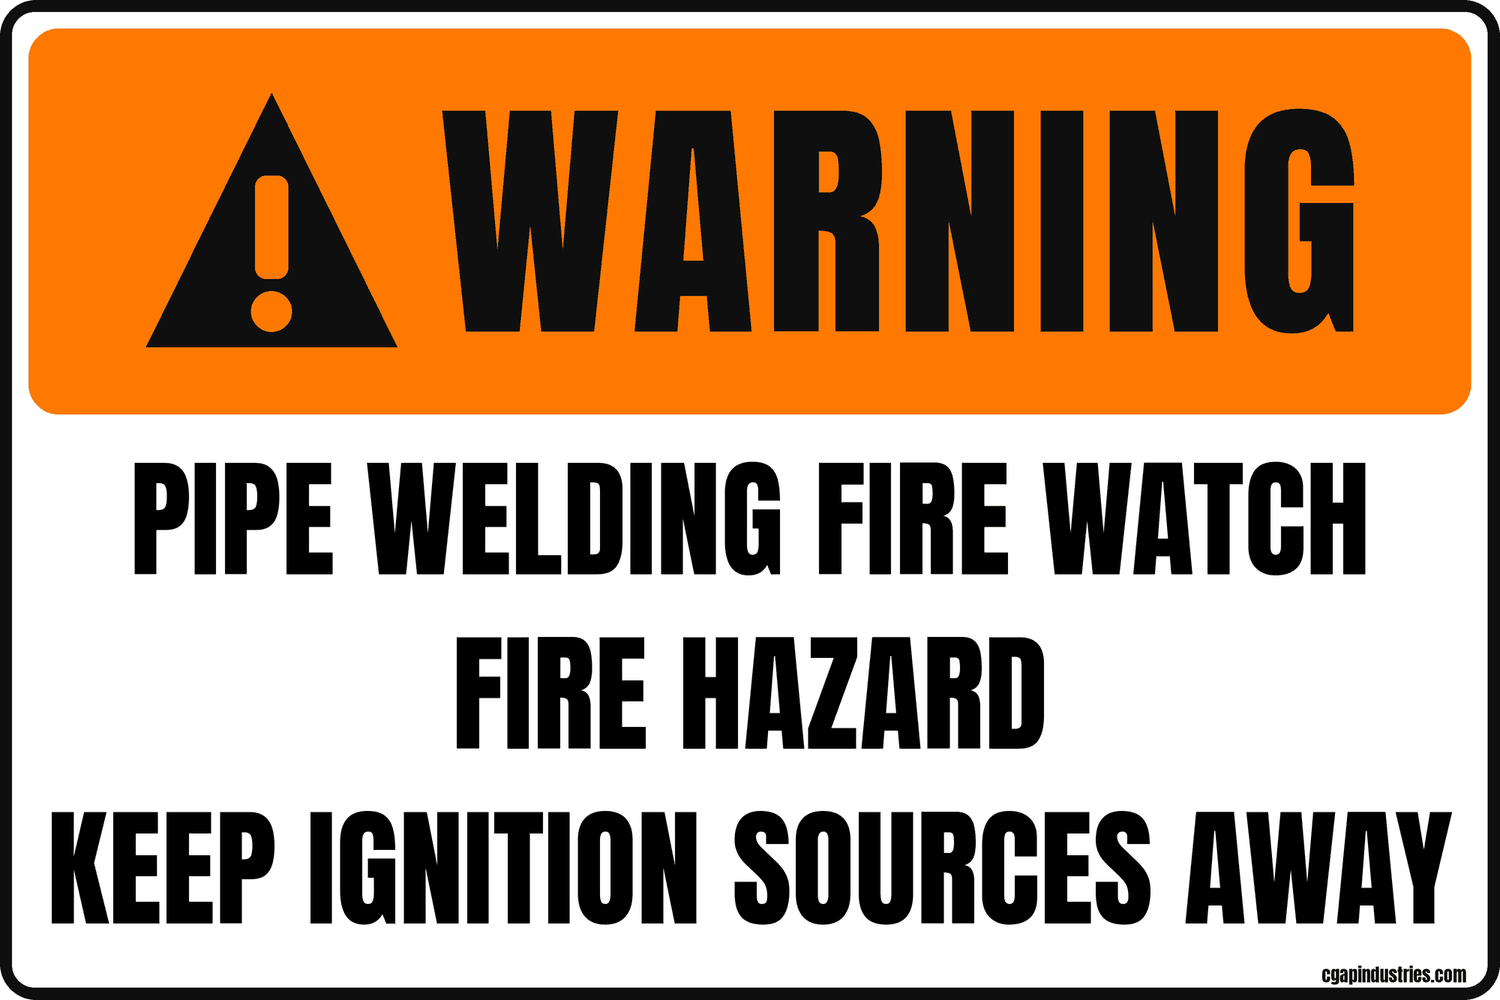 WARNING
PIPE WELDING FIRE WATCH
FIRE HAZARD
KEEP IGNITION SOURCES AWAY
cgapindustries.com